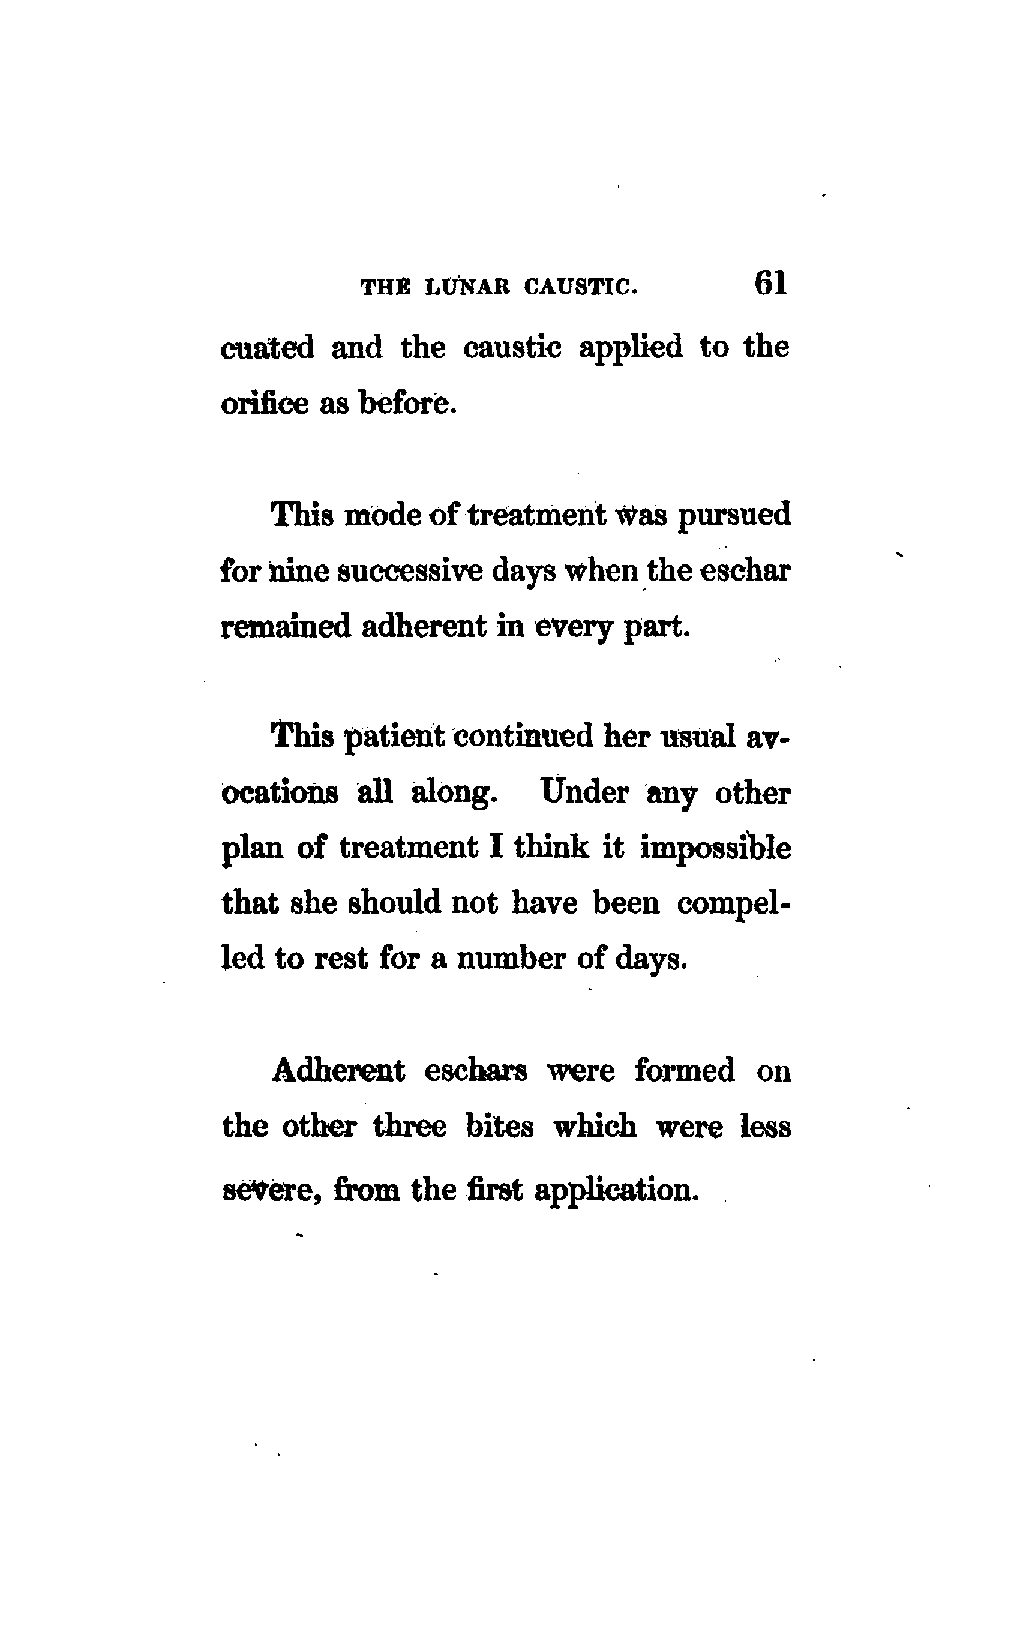 THE LUNAR CAUSTIC. 61
cuated and the caustic applied to the
orifice as before.
This mode of treatment was pursued
for nine successive days when the eschar
remained adherent in every part.
This patient continued her usual av-
ocations all along. Under any other
plan of treatment I think it impossible
that she should not have been compel-
led to rest for a number of days.
Adherent eschars were formed on
the other three bites which were less
severe, from the first application.